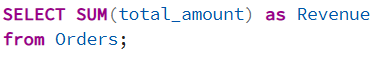 SELECT SUM(total_amount) as Revenue
from Orders;